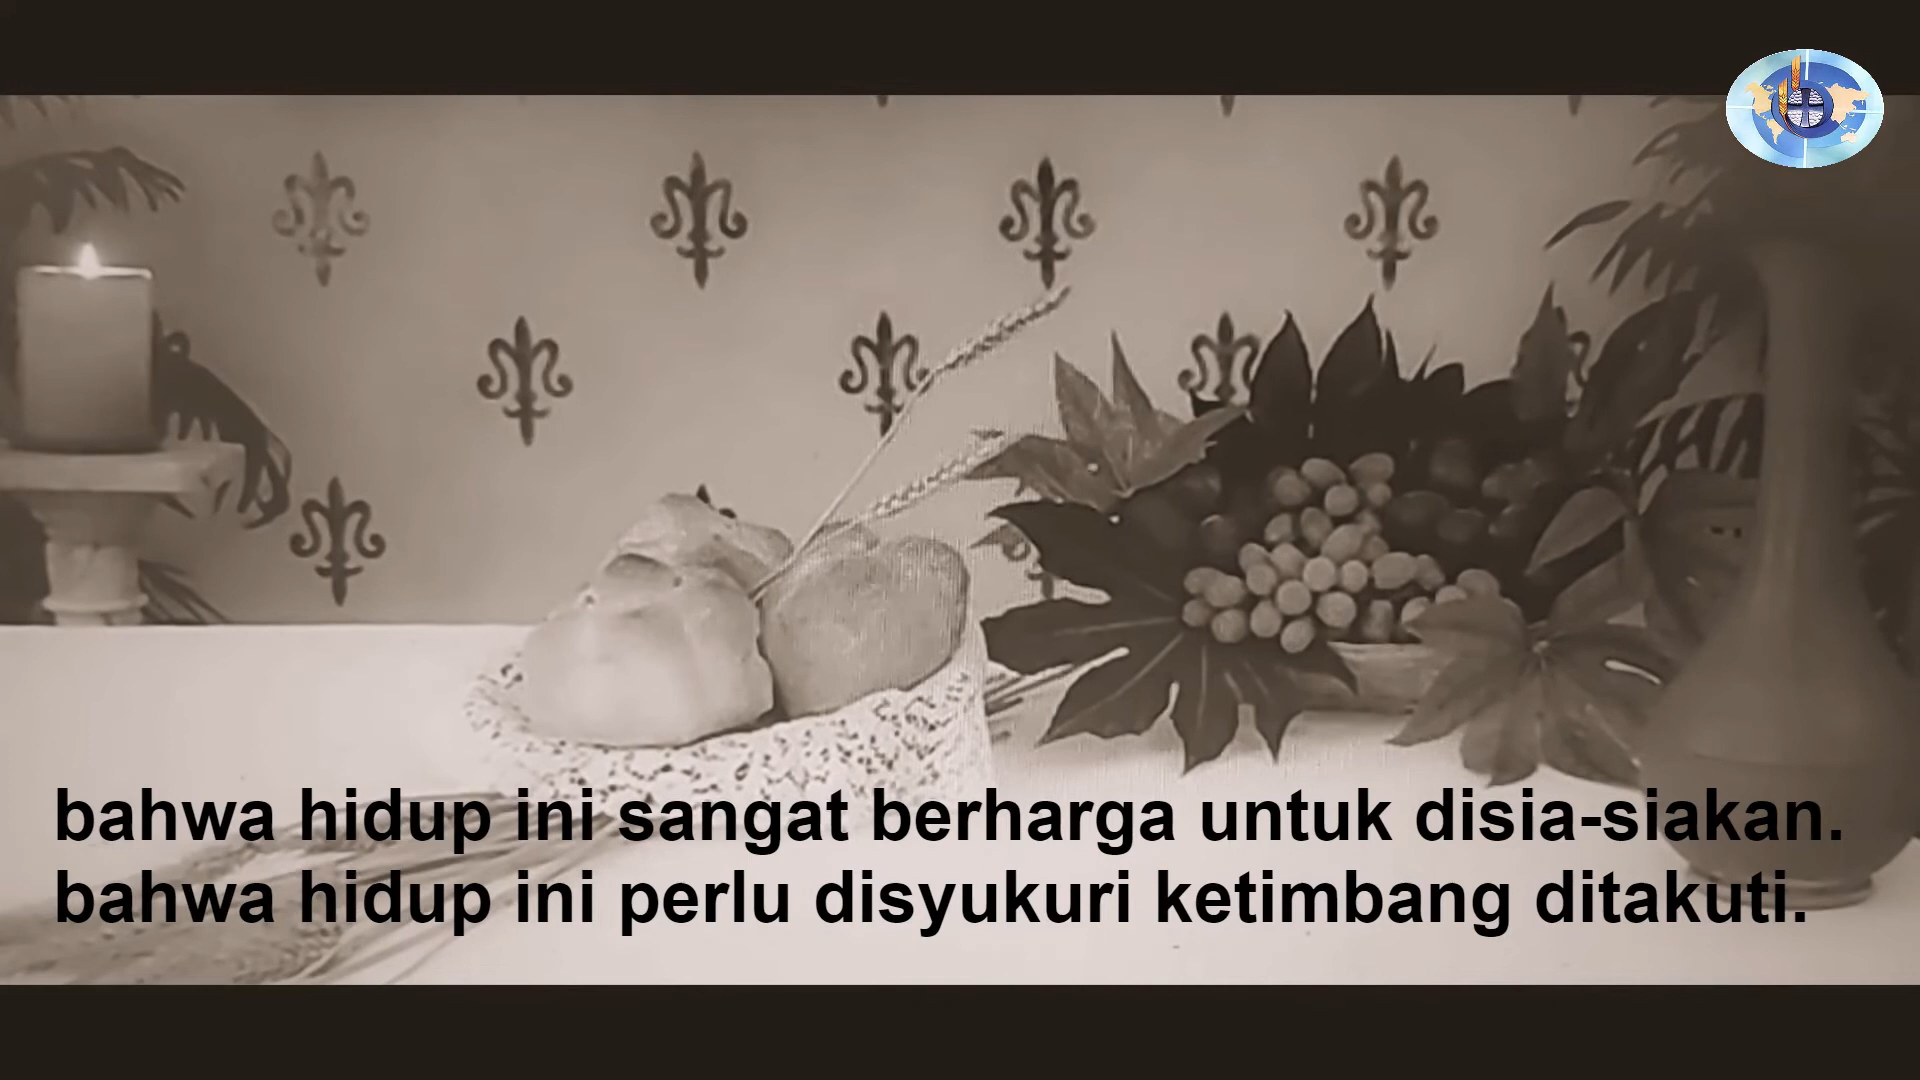 bahwa hidup ini sangat berharga untuk disia-siakan.
bahwa hidup ini perlu disyukuri ketimbang ditakuti.